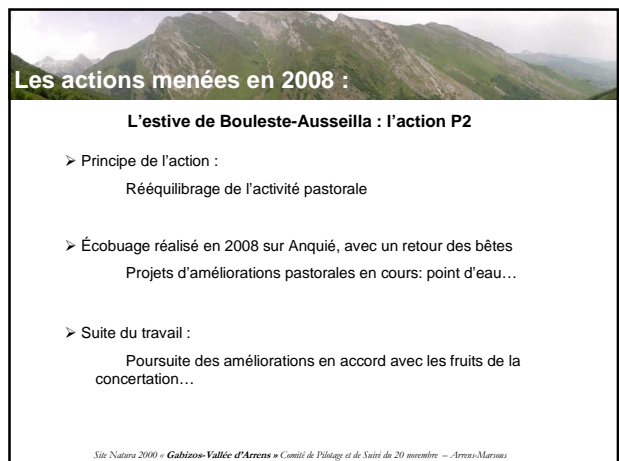 Les actions menées en 2008 :
L'estive de Bouleste-Ausseilla : l'action P2
➢ Principe de l'action :
Rééquilibrage de l'activité pastorale
➢ Écobuage réalisé en 2008 sur Anquié, avec un retour des bêtes
Projets d'améliorations pastorales en cours: point d'eau…
➢ Suite du travail :
Poursuite des améliorations en accord avec les fruits de la
concertation…
Site Natura 2000 « Gabizos-Vallée d'Arrens » Comité de Pilotage et de Suivi du 20 novembre – Arrens-Marsous